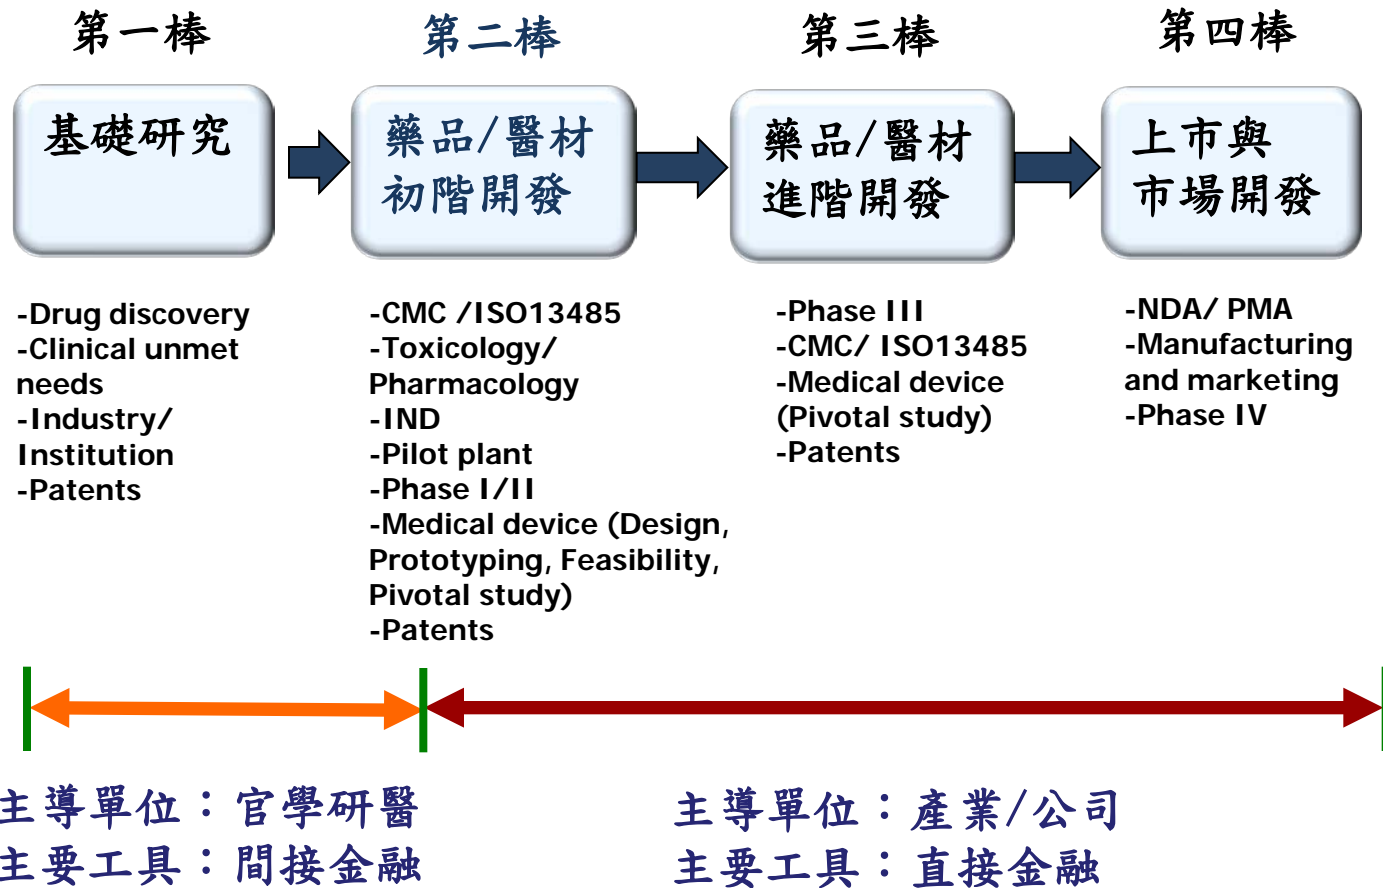 第一棒
基礎研究
-Drug discovery
-Clinical unmet
needs
-Industry/
Institution
-Patents
第二棒
藥品/醫材
初階開發
-CMC /ISO13485
-Toxicology/
Pharmacology
-IND
-Pilot plant
-Phase I/II
-Medical device (Design,
Prototyping, Feasibility,
Pivotal study)
-Patents
第三棒
藥品/醫材
進階開發
-Phase III
-CMC/ ISO13485
-Medical device
(Pivotal study)
-Patents
第四棒
上市與
市場開發
-NDA/ PMA
-Manufacturing
and marketing
-Phase IV
主導單位：官學研醫
主要工具：間接金融
主導單位：產業/公司
主要工具：直接金融